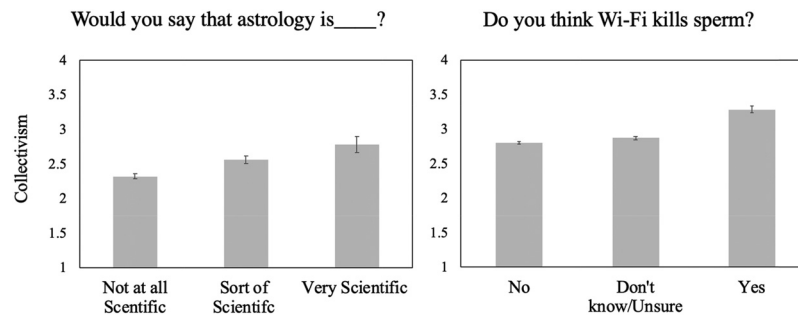 Would you say that astrology is____?
4
3.5
3
2.5
2
1.5
1
Collectivism
Not at all
Scentific
Sort of
Scientifc
Very Scientific
Do you think Wi-Fi kills sperm?
4
3.5
3
2.5
2
1.5
1
No
Don't
know/Unsure
Yes